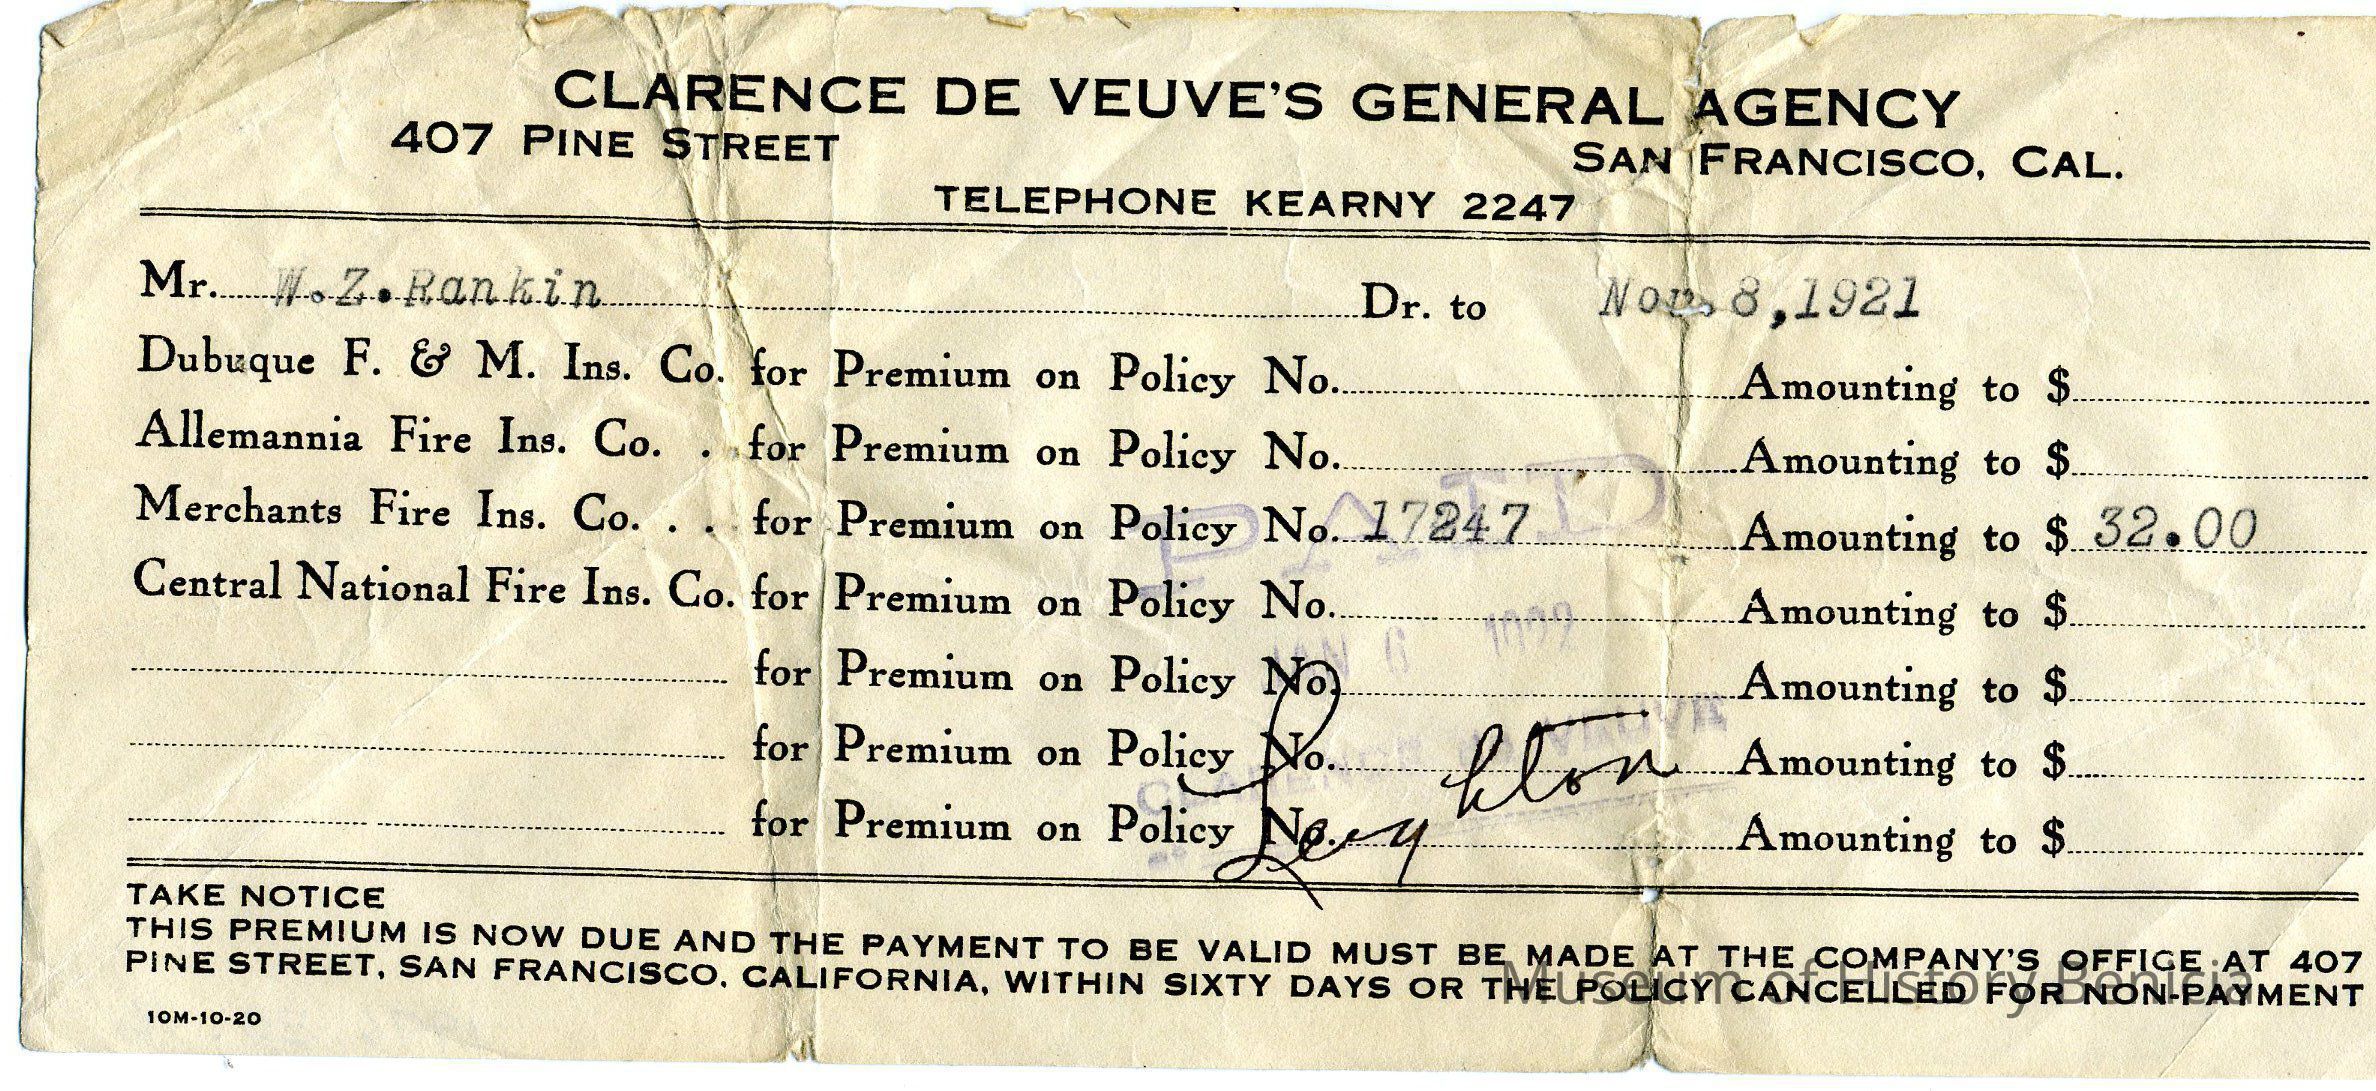 CLARENCE DE VEUVE'S GENERAL AGENCY
407 PINE STREET SAN FRANCISCO, CAL.
TELEPHONE KEARNY 2247
Mr. W.Z.Rankin Dr. to Nov.8,1921
Dubuque F. & M. Ins. Co. for Premium on Policy No. Amounting to $
Allemannia Fire Ins. Co. . for Premium on Policy No. Amounting to $
Merchants Fire Ins. Co. . . for Premium on Policy No. 17247 Amounting to $ 32.00
PAID
Central National Fire Ins. Co. for Premium on Policy No. Amounting to $
JAN 6 1922
for Premium on Policy No. Amounting to $
CLARENCE DE VEUVE
for Premium on Policy No. Amounting to $
for Premium on Policy No. Amounting to $
TAKE NOTICE
THIS PREMIUM IS NOW DUE AND THE PAYMENT TO BE VALID MUST BE MADE AT THE COMPANY'S OFFICE AT 407
PINE STREET, SAN FRANCISCO, CALIFORNIA, WITHIN SIXTY DAYS OR THE POLICY CANCELLED FOR NON-PAYMENT
Museum of History Benicia
10M-10-20